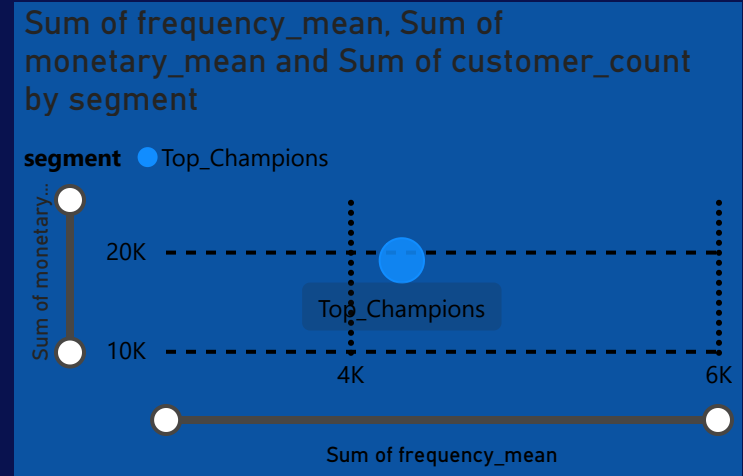 Sum of frequency_mean, Sum of
monetary_mean and Sum of customer_count
by segment
segment Top_Champions
Sum of monetary...
20K
Top_Champions
10K
4K 6K
Sum of frequency_mean